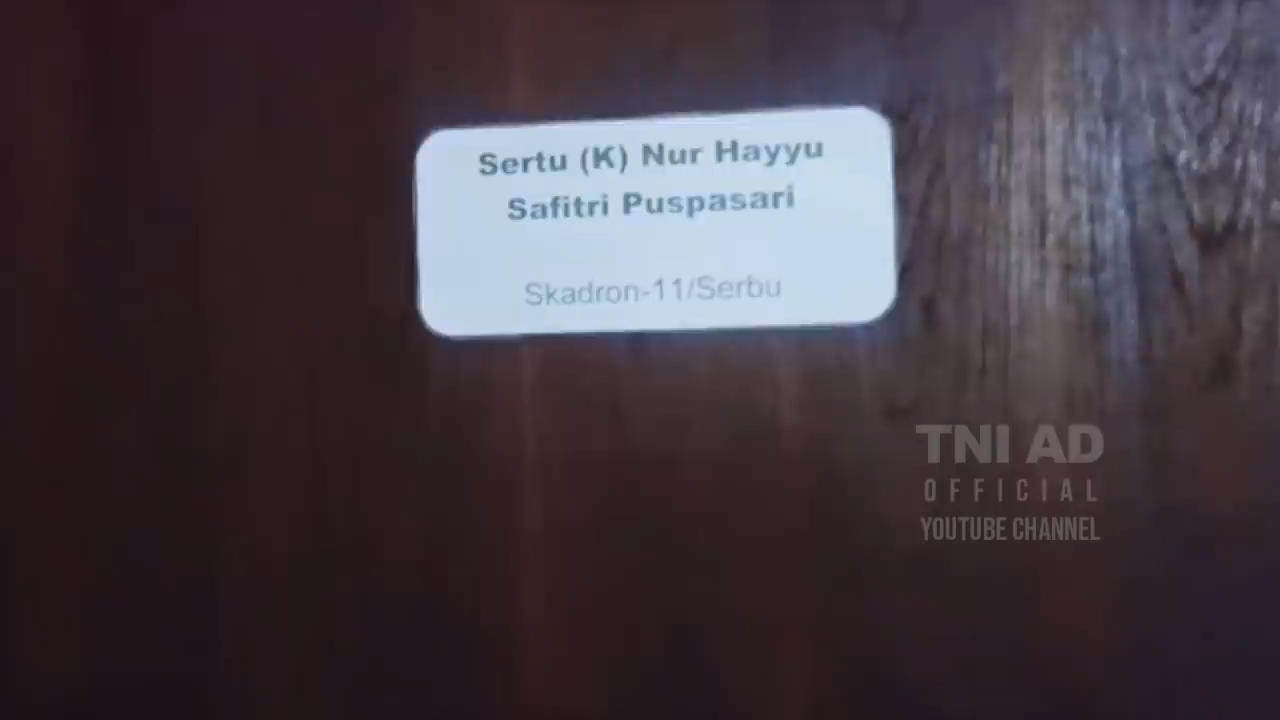 Sertu (K) Nur Hayyu
Safitri Puspasari
Skadron-11/Serbu
TNI AD
OFFICIAL
YOUTUBE CHANNEL